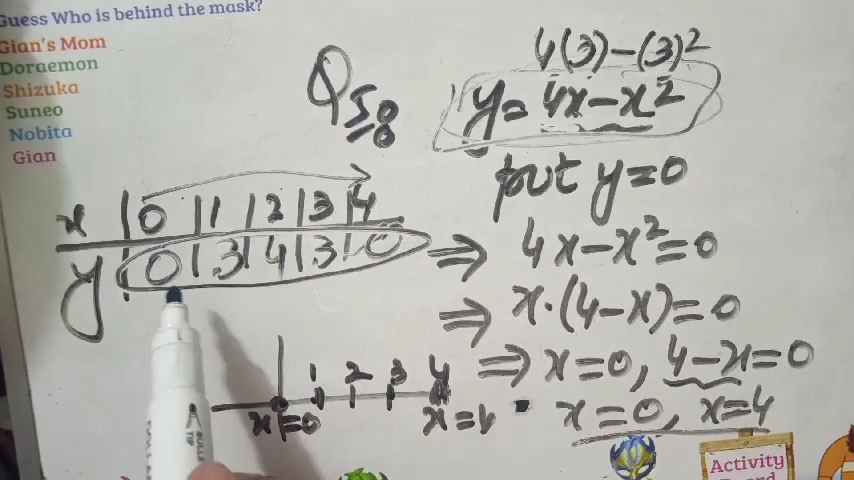 Guess Who is behind the mask?
Gian's Mom
Doraemon
Shizuka
Suneo
Nobita
Gian
4(3)-(3)²
y=4x-x²
put y=0
x | 0 | 1 | 2 | 3 | 4
y | 0 | 3 | 4 | 3 | 0
⇒ 4x-x²=0
⇒ x·(4-x)=0
⇒ x=0, 4-x=0
x=0, x=4
1 2 3 4
x=0
Activity